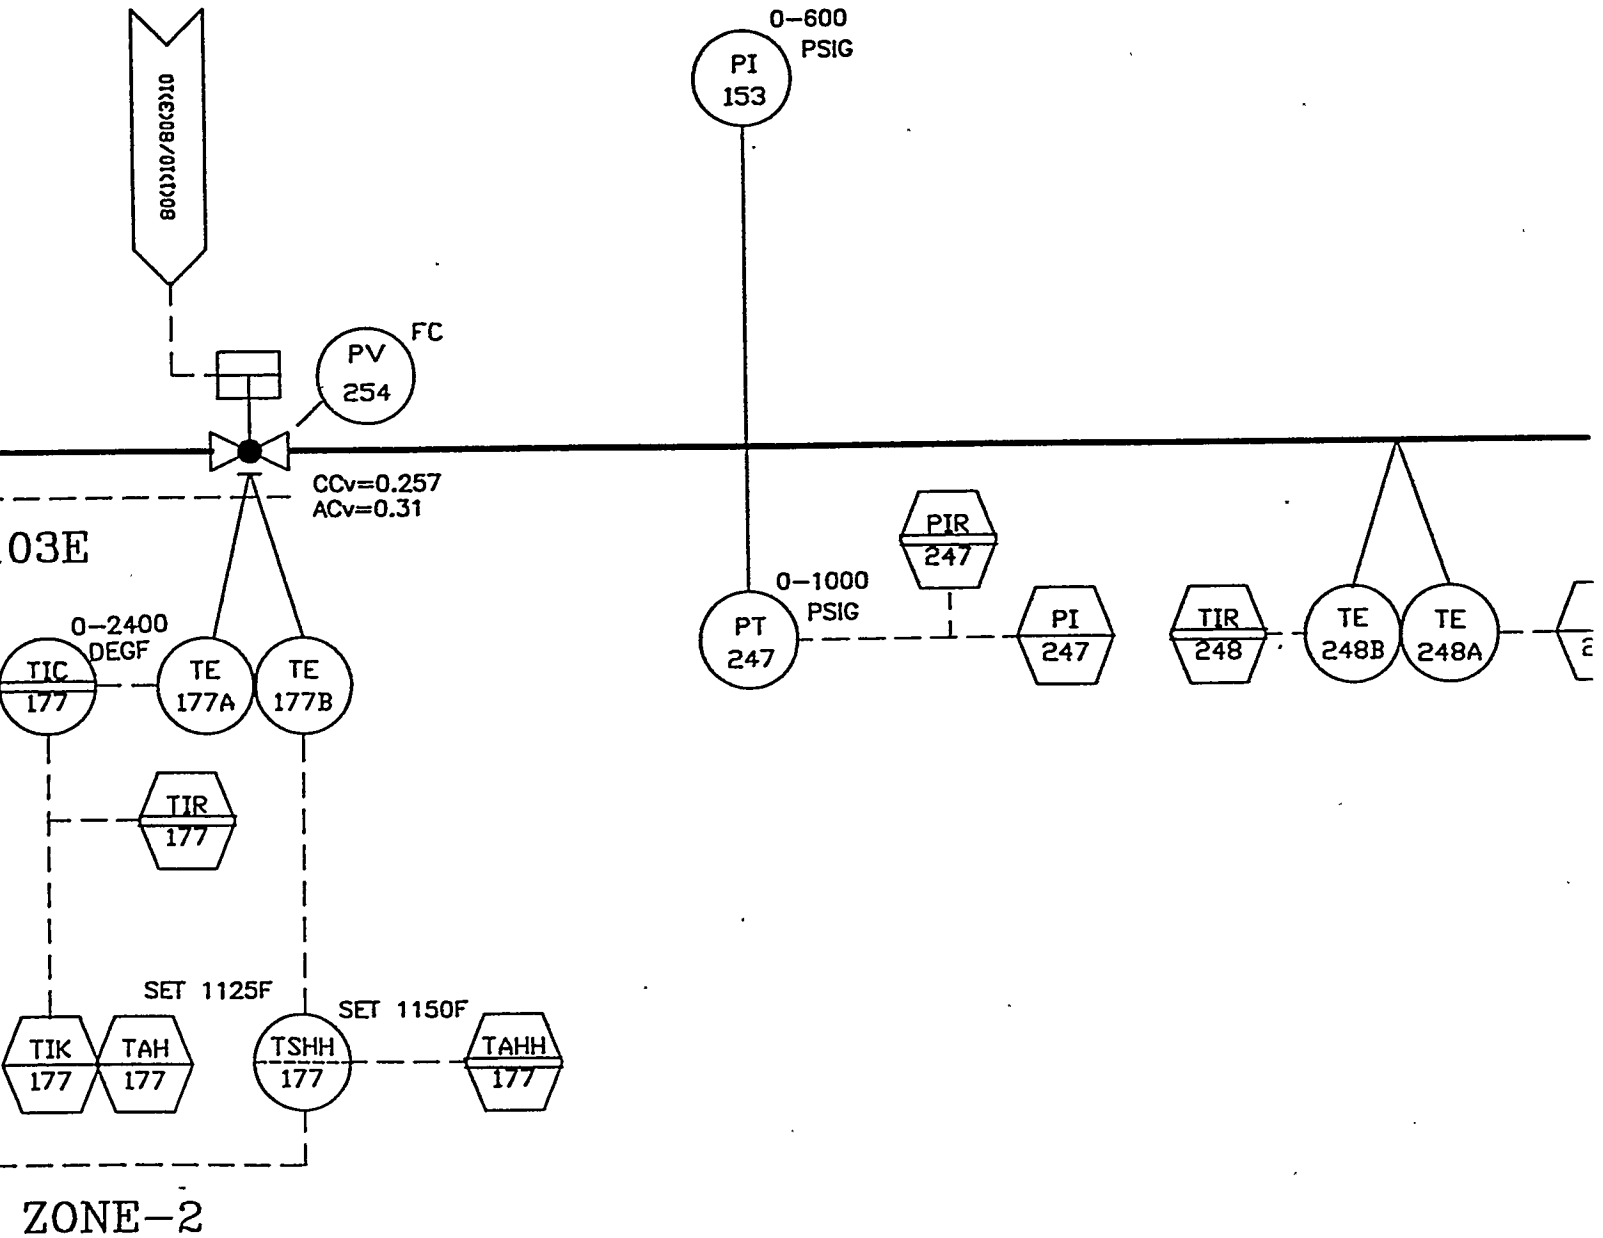 0-600
PSIG
PI
153
80(1)10/80(3)10
FC
PV
254
CCv=0.257
ACv=0.31
03E
PIR
247
0-1000
PSIG
PT
247
PI
247
TIR
248
TE
248B
TE
248A
0-2400
DEGF
TIC
177
TE
177A
TE
177B
TIR
177
SET 1125F
SET 1150F
TIK
177
TAH
177
TSHH
177
TAHH
177
ZONE-2